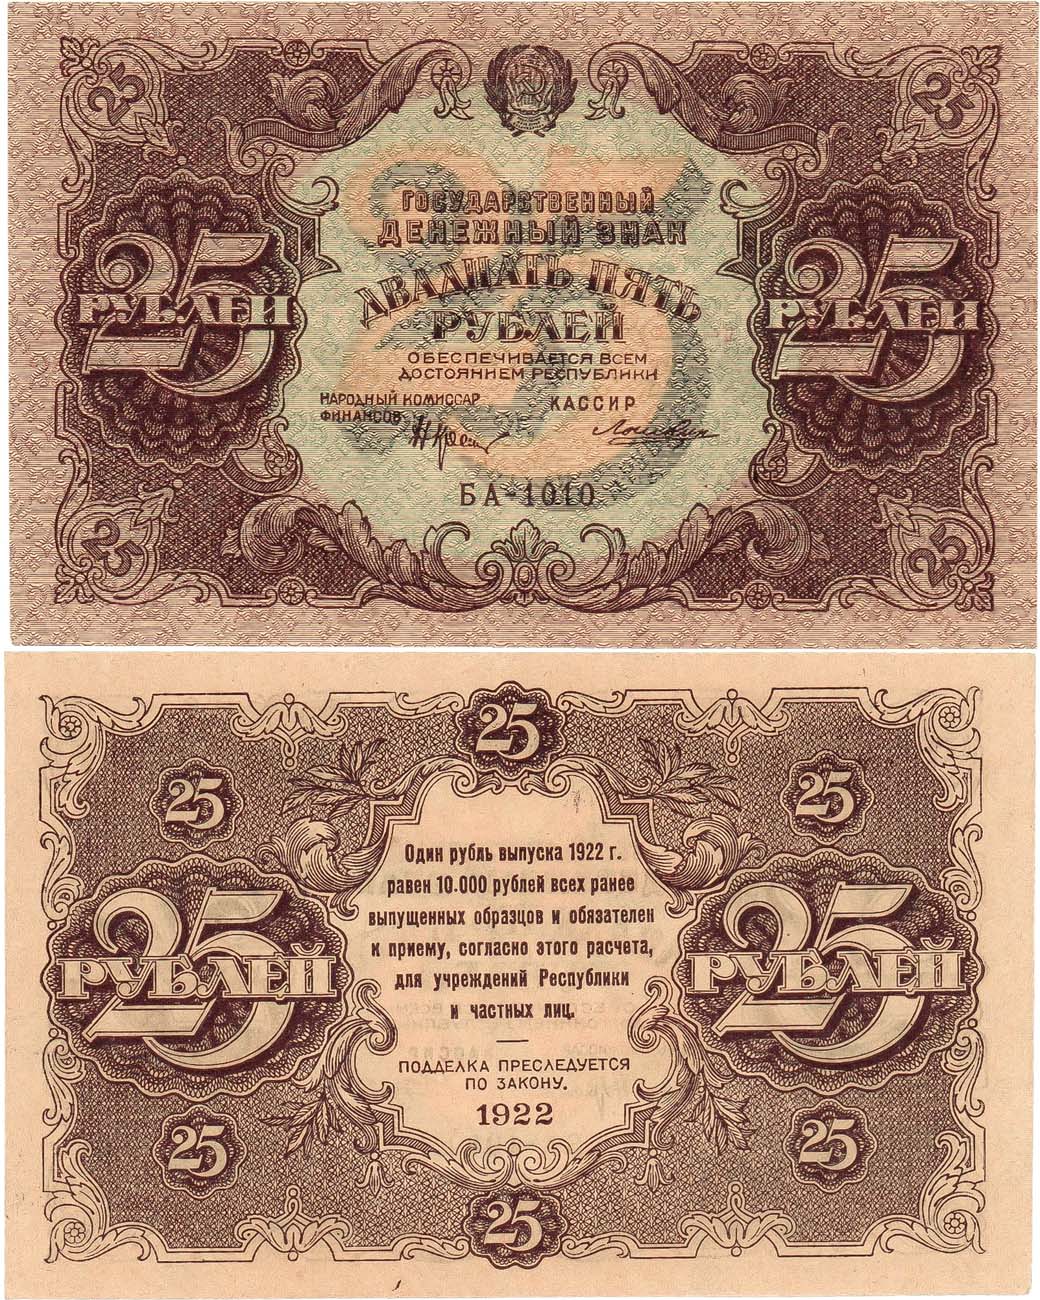 25
25
ГОСУДАРСТВЕННЫЙ
ДЕНЕЖНЫЙ ЗНАК
ДВАДЦАТЬ ПЯТЬ
РУБЛЕЙ
25
РУБЛЕЙ
25
РУБЛЕЙ
ОБЕСПЕЧИВАЕТСЯ ВСЕМ
ДОСТОЯНИЕМ РЕСПУБЛИКИ
НАРОДНЫЙ КОМИССАР
ФИНАНСОВ
КАССИР
БА-1010
25
25
25
25
25
Один рубль выпуска 1922 г.
равен 10.000 рублей всех ранее
выпущенных образцов и обязателен
к приему, согласно этого расчета,
для учреждений Республики
и частных лиц.
25
РУБЛЕЙ
25
РУБЛЕЙ
ПОДДЕЛКА ПРЕСЛЕДУЕТСЯ
ПО ЗАКОНУ.
1922
25
25
25